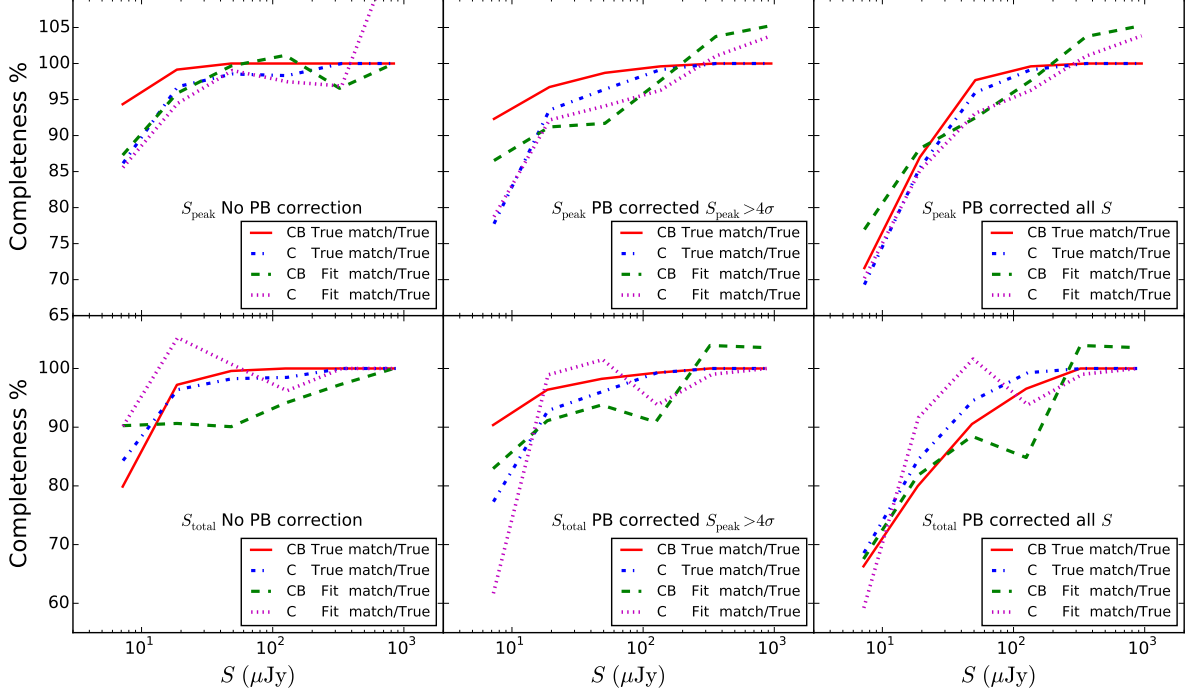 Completeness %
105
100
95
90
85
80
75
70
65
S_peak No PB correction
CB True match/True
C True match/True
CB Fit match/True
C Fit match/True
S_peak PB corrected S_peak >4σ
CB True match/True
C True match/True
CB Fit match/True
C Fit match/True
S_peak PB corrected all S
CB True match/True
C True match/True
CB Fit match/True
C Fit match/True
Completeness %
100
90
80
70
60
S_total No PB correction
CB True match/True
C True match/True
CB Fit match/True
C Fit match/True
S_total PB corrected S_peak >4σ
CB True match/True
C True match/True
CB Fit match/True
C Fit match/True
S_total PB corrected all S
CB True match/True
C True match/True
CB Fit match/True
C Fit match/True
10^1 10^2 10^3 10^1 10^2 10^3 10^1 10^2 10^3
S (μJy) S (μJy) S (μJy)